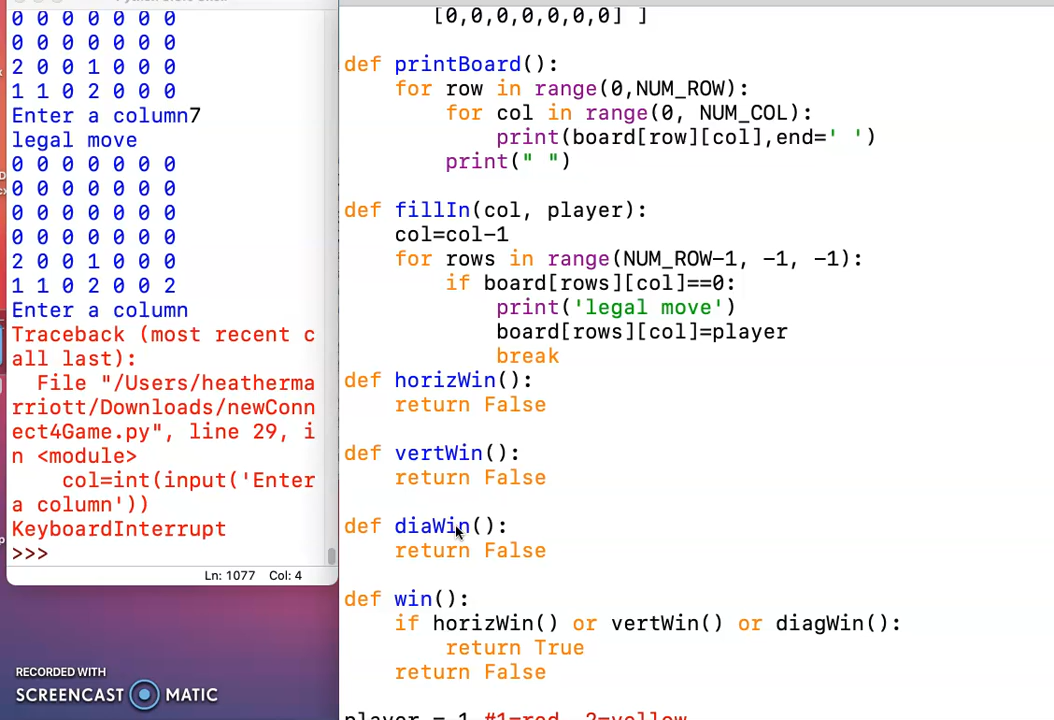 0 0 0 0 0 0 0
0 0 0 0 0 0 0
2 0 0 1 0 0 0
1 1 0 2 0 0 0
Enter a column7
legal move
0 0 0 0 0 0 0
0 0 0 0 0 0 0
0 0 0 0 0 0 0
0 0 0 0 0 0 0
2 0 0 1 0 0 0
1 1 0 2 0 0 2
Enter a column
Traceback (most recent c
all last):
  File "/Users/heatherma
rriott/Downloads/newConn
ect4Game.py", line 29, i
n <module>
    col=int(input('Enter
a column'))
KeyboardInterrupt
>>>
Ln: 1077 Col: 4
RECORDED WITH
SCREENCAST MATIC
[0,0,0,0,0,0,0] ]
def printBoard():
    for row in range(0,NUM_ROW):
        for col in range(0, NUM_COL):
            print(board[row][col],end=' ')
        print(" ")
def fillIn(col, player):
    col=col-1
    for rows in range(NUM_ROW-1, -1, -1):
        if board[rows][col]==0:
            print('legal move')
            board[rows][col]=player
            break
def horizWin():
    return False
def vertWin():
    return False
def diaWin():
    return False
def win():
    if horizWin() or vertWin() or diagWin():
        return True
    return False
player = 1 #1=red, 2=yellow